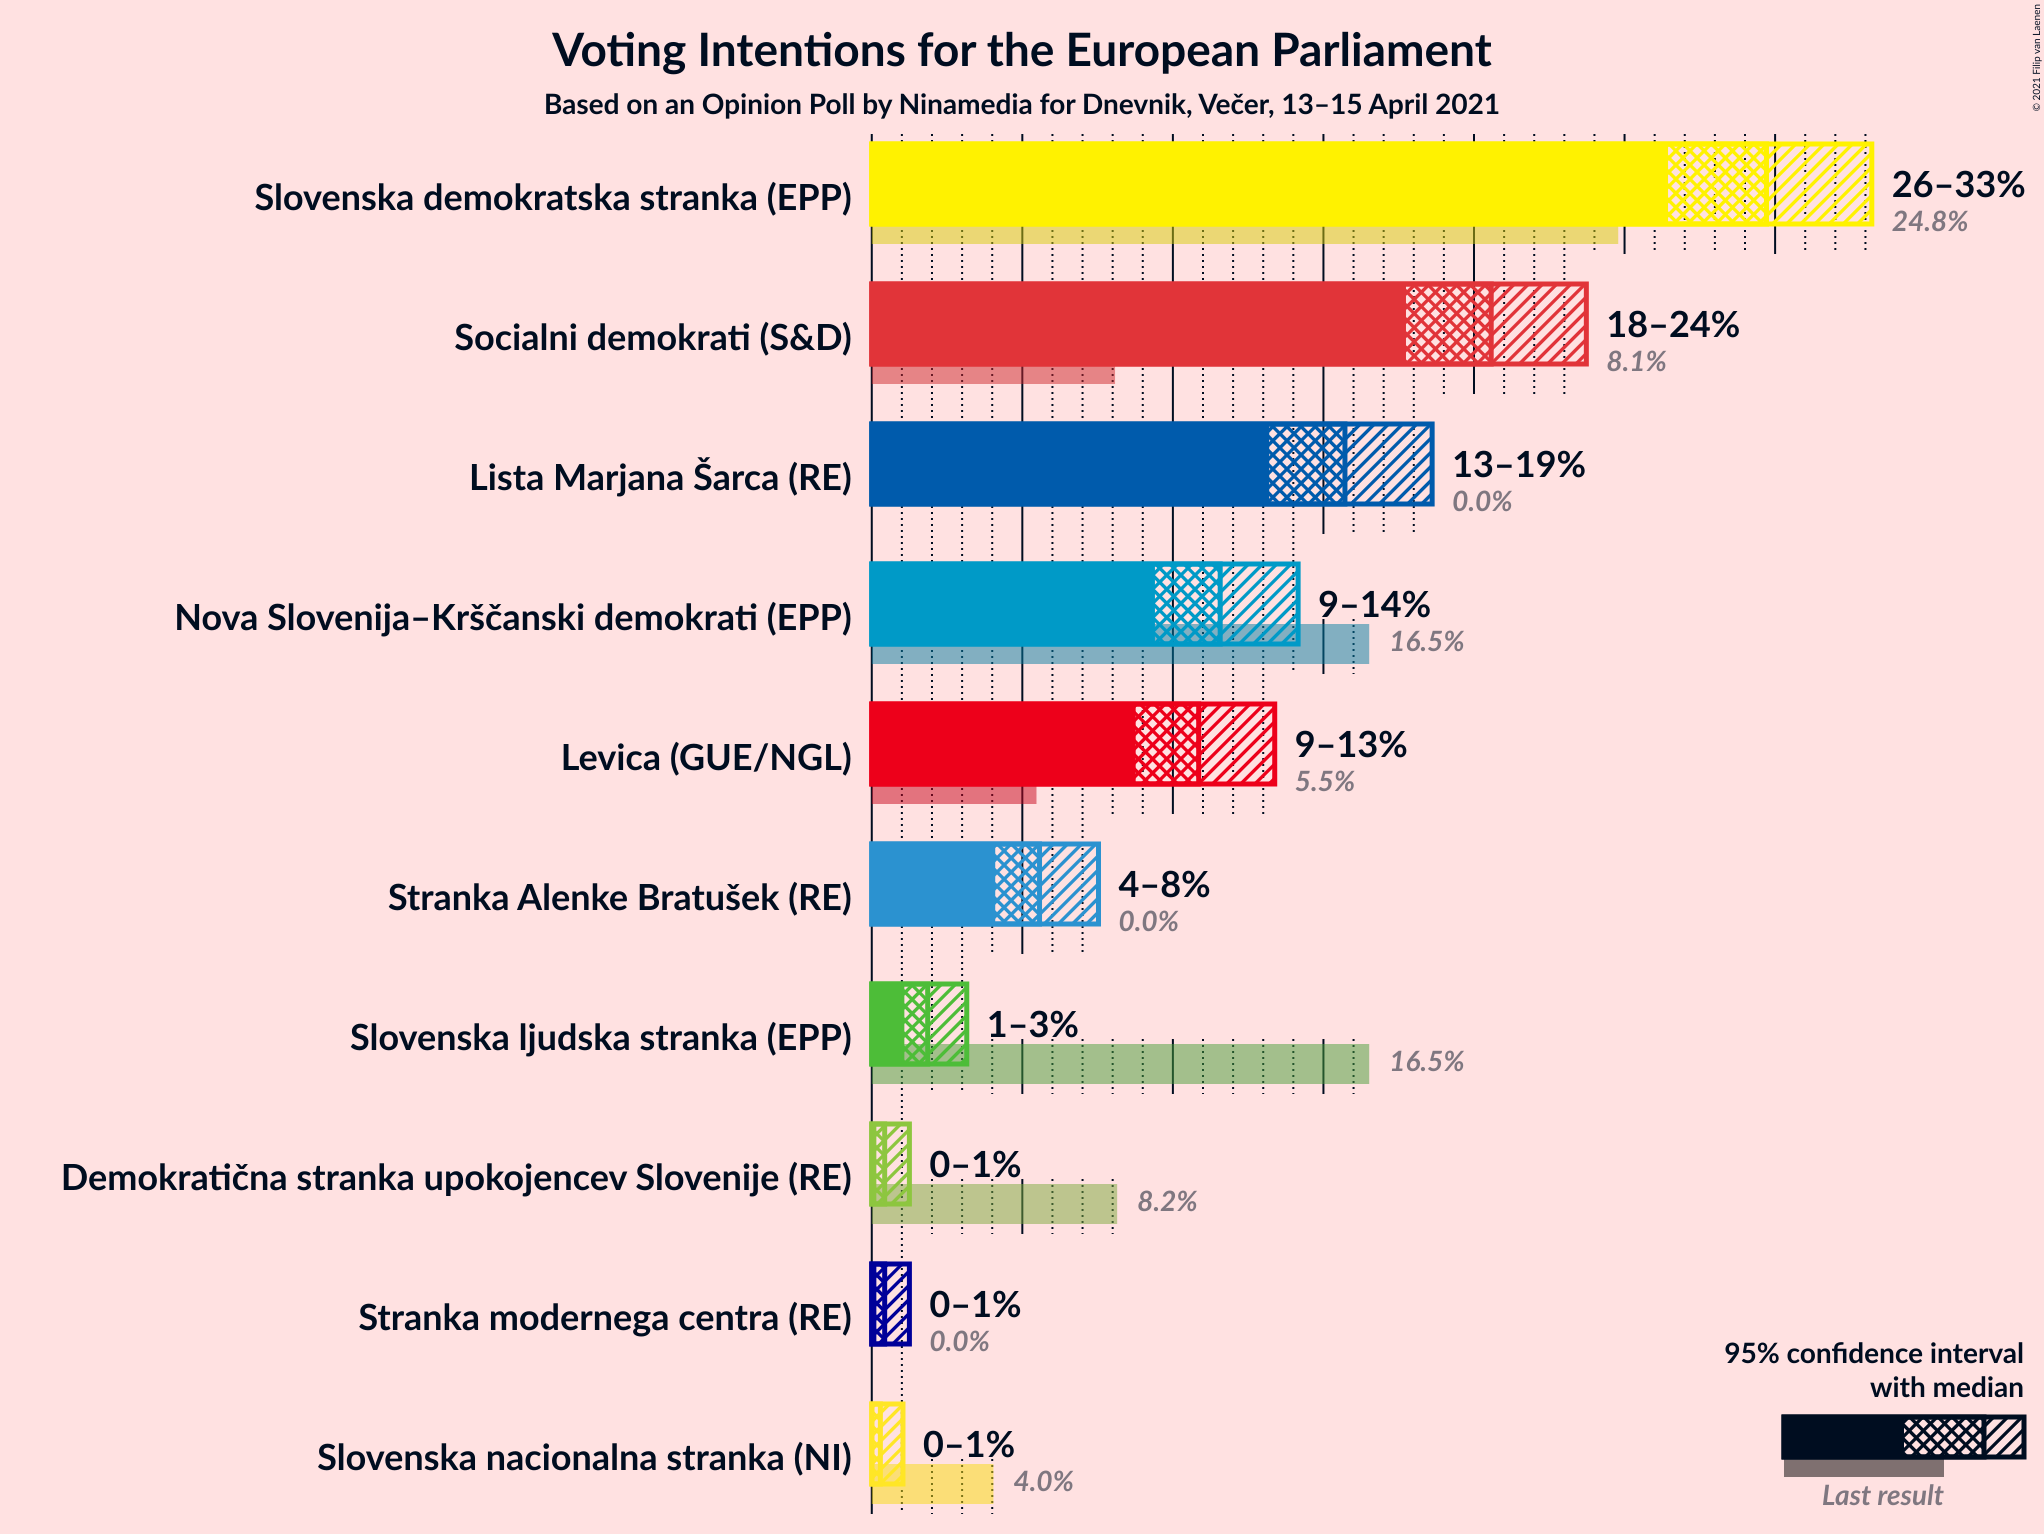 Voting Intentions for the European Parliament
Based on an Opinion Poll by Ninamedia for Dnevnik, Večer, 13–15 April 2021
© 2021 Filip van Laenen
Slovenska demokratska stranka (EPP)
26–33%
24.8%
Socialni demokrati (S&D)
18–24%
8.1%
Lista Marjana Šarca (RE)
13–19%
0.0%
Nova Slovenija–Krščanski demokrati (EPP)
9–14%
16.5%
Levica (GUE/NGL)
9–13%
5.5%
Stranka Alenke Bratušek (RE)
4–8%
0.0%
Slovenska ljudska stranka (EPP)
1–3%
16.5%
Demokratična stranka upokojencev Slovenije (RE)
0–1%
8.2%
Stranka modernega centra (RE)
0–1%
0.0%
Slovenska nacionalna stranka (NI)
0–1%
4.0%
95% confidence interval
with median
Last result